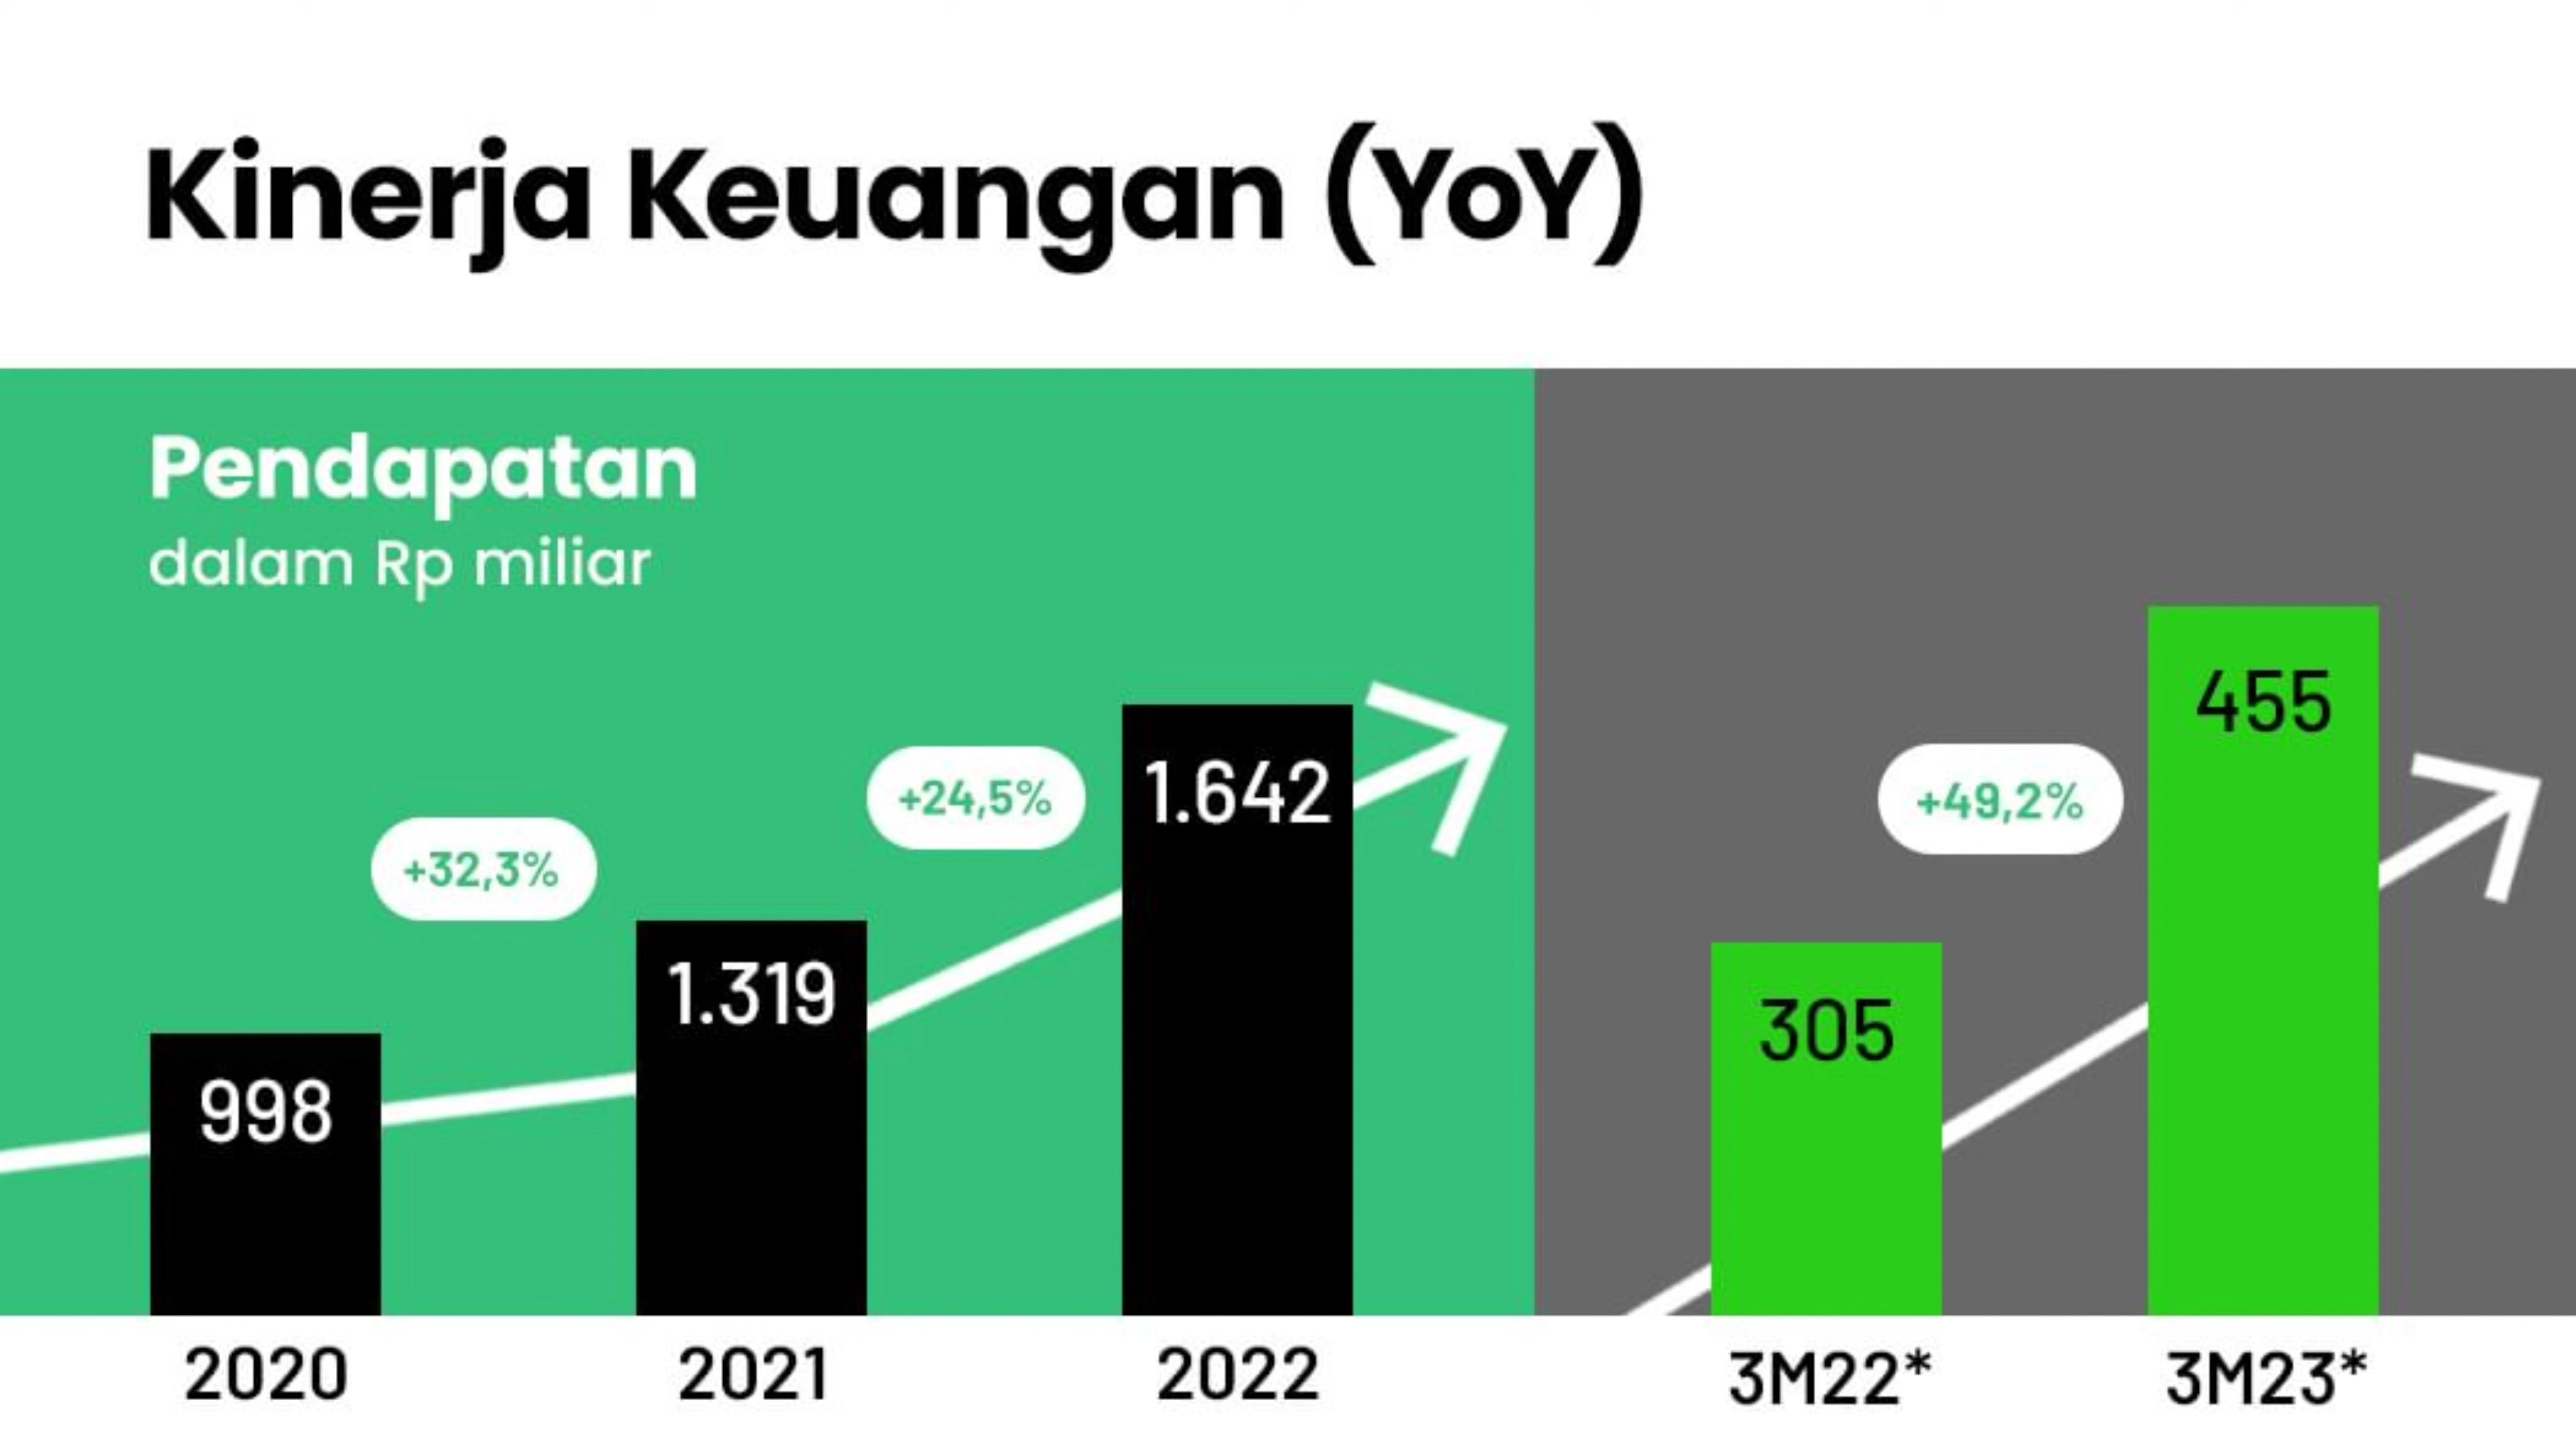 Kinerja Keuangan (YoY)
Pendapatan
dalam Rp miliar
+32,3%
+24,5%
+49,2%
998
1.319
1.642
305
455
2020
2021
2022
3M22*
3M23*